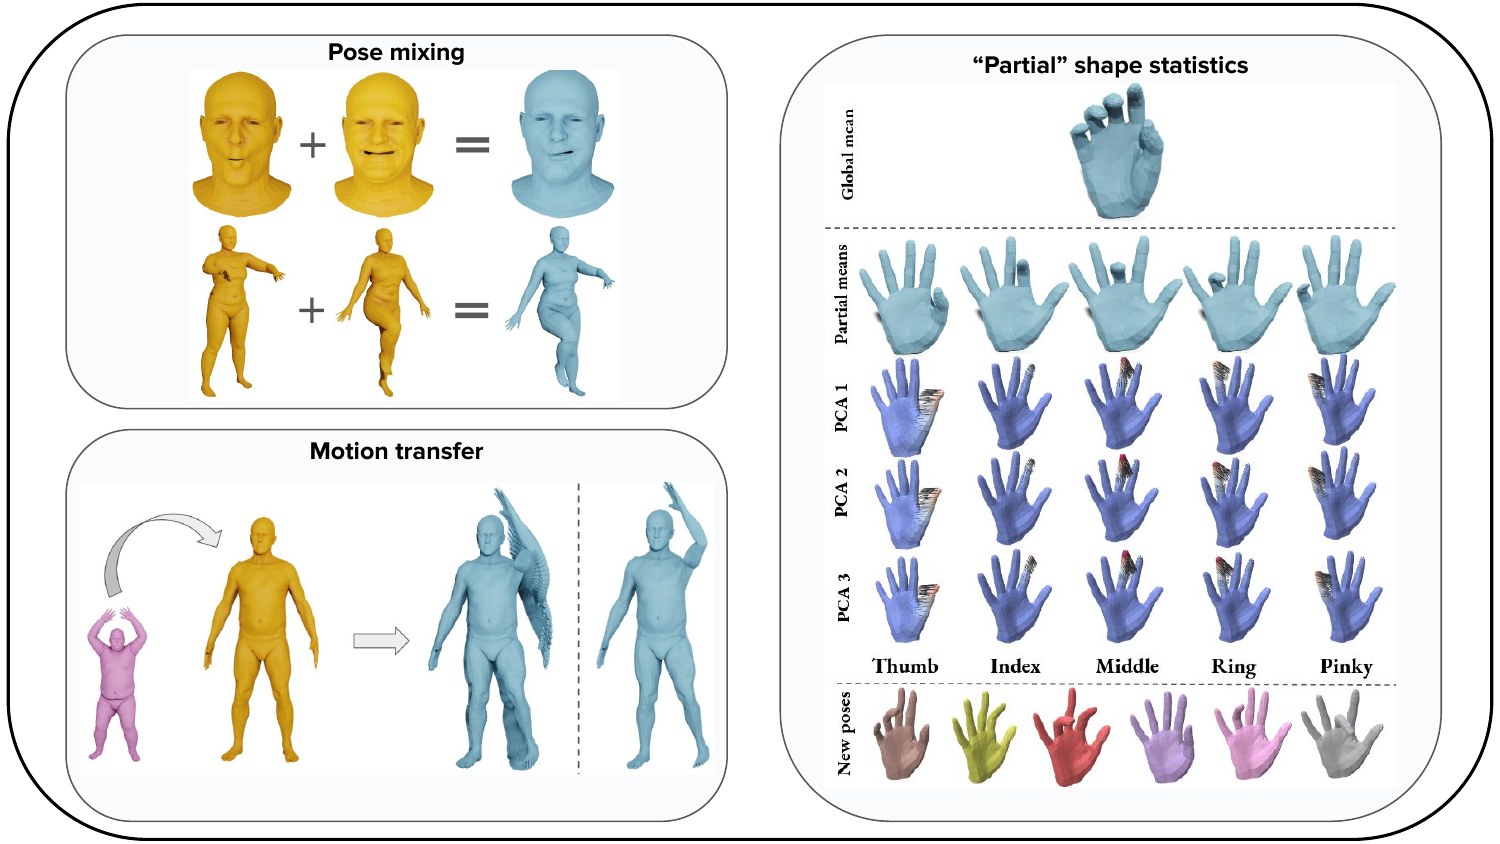 Pose mixing
+
=
+
=
Motion transfer
“Partial” shape statistics
Global mean
Partial means
PCA 1
PCA 2
PCA 3
Thumb Index Middle Ring Pinky
New poses